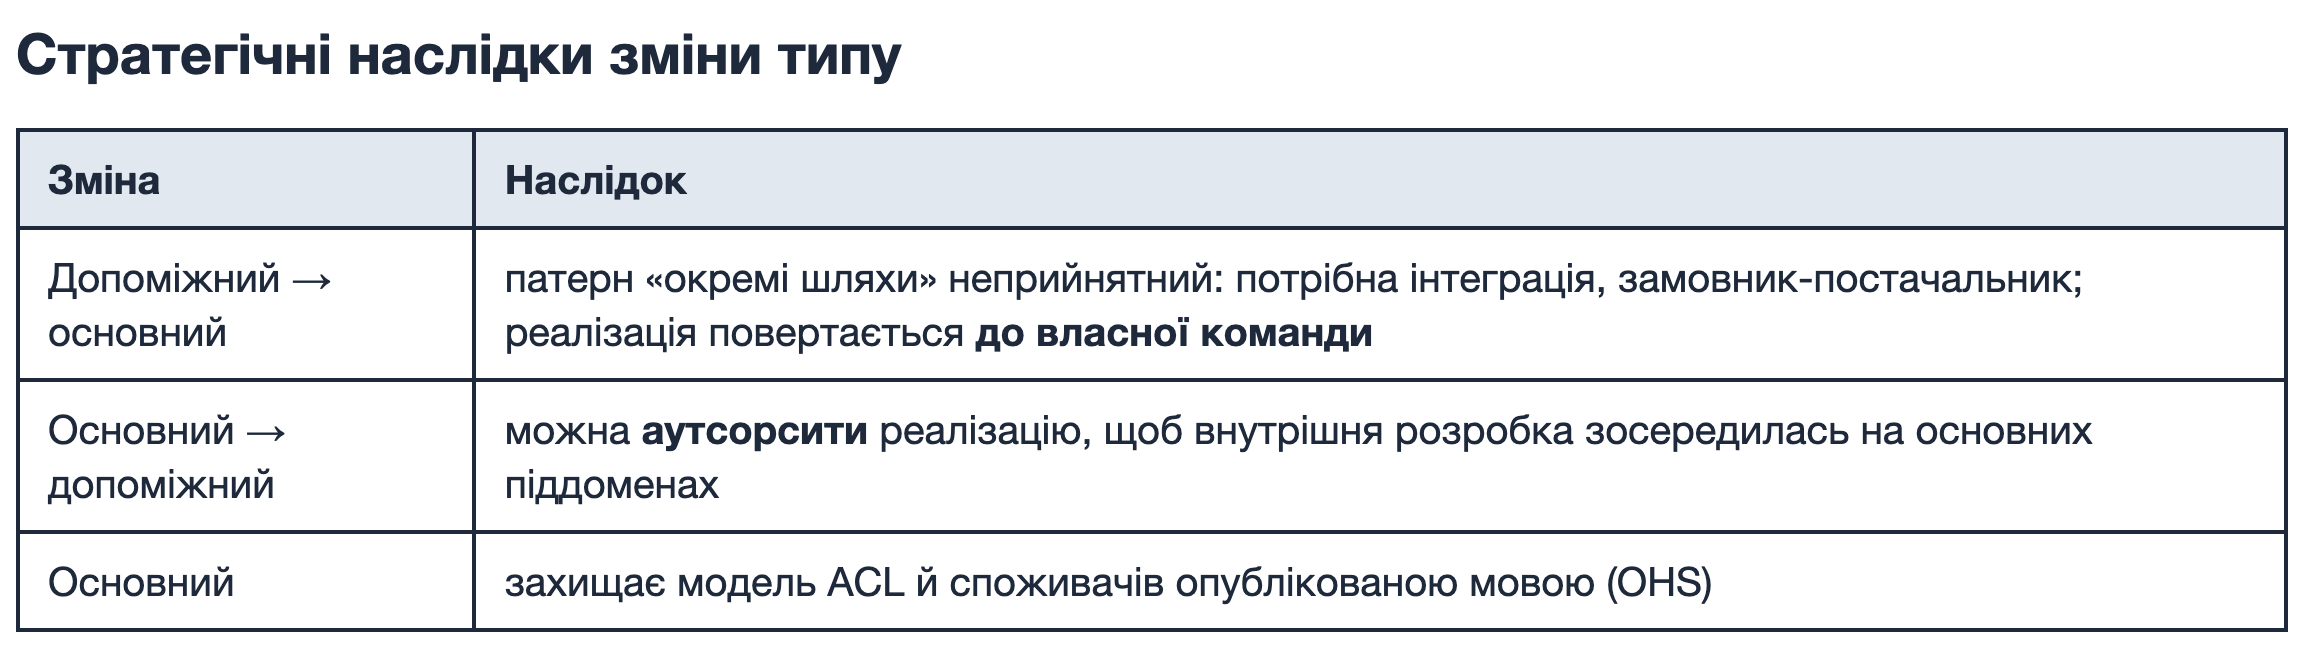 Стратегічні наслідки зміни типу
Зміна
Наслідок
Допоміжний →
основний
патерн «окремі шляхи» неприйнятний: потрібна інтеграція, замовник-постачальник;
реалізація повертається до власної команди
Основний →
допоміжний
можна аутсорсити реалізацію, щоб внутрішня розробка зосередилась на основних
піддоменах
Основний
захищає модель ACL й споживачів опублікованою мовою (OHS)